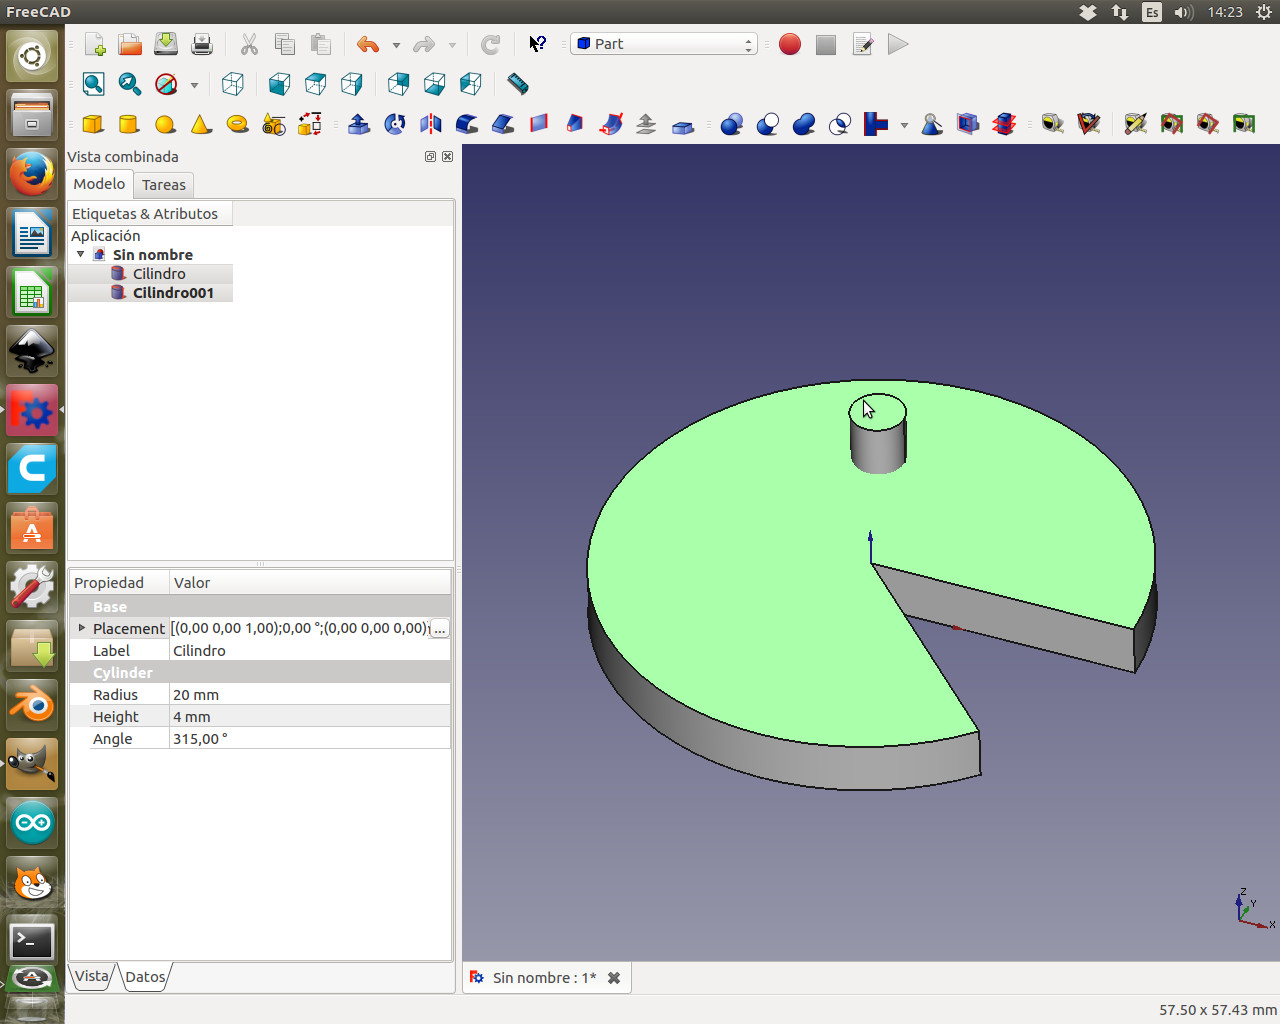 FreeCAD
Es
14:23
Part
Vista combinada
Modelo
Tareas
Etiquetas & Atributos
Aplicación
Sin nombre
Cilindro
Cilindro001
Propiedad
Valor
Base
Placement
[(0,00 0,00 1,00);0,00 °;(0,00 0,00 0,00)]
...
Label
Cilindro
Cylinder
Radius
20 mm
Height
4 mm
Angle
315,00 °
Vista
Datos
Z
Y
X
Sin nombre : 1*
57.50 x 57.43 mm